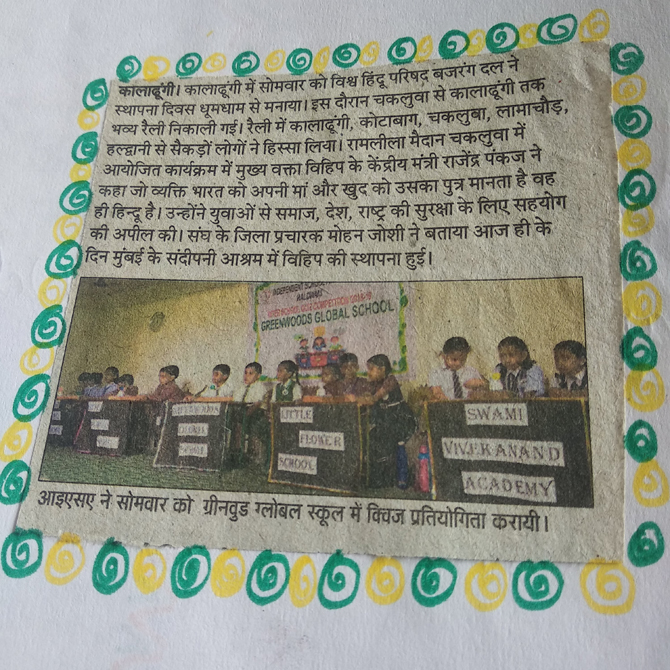 कालाढूंगी। कालाढूंगी में सोमवार को विश्व हिंदू परिषद बजरंग दल ने
स्थापना दिवस धूमधाम से मनाया। इस दौरान चकलुवा से कालाढूंगी तक
भव्य रैली निकाली गई। रैली में कालाढूंगी, कोटाबाग, चकलुबा, लामाचौड़,
हल्द्वानी से सैकड़ों लोगों ने हिस्सा लिया। रामलीला मैदान चकलुवा में
आयोजित कार्यक्रम में मुख्य वक्ता विहिप के केंद्रीय मंत्री राजेंद्र पंकज ने
कहा जो व्यक्ति भारत को अपनी मां और खुद को उसका पुत्र मानता है वह
ही हिन्दू है। उन्होंने युवाओं से समाज, देश, राष्ट्र की सुरक्षा के लिए सहयोग
की अपील की। संघ के जिला प्रचारक मोहन जोशी ने बताया आज ही के
दिन मुंबई के संदीपनी आश्रम में विहिप की स्थापना हुई।
INDEPENDENT SCHOOL
GREENWOODS GLOBAL SCHOOL
LITTLE
FLOWER
SCHOOL
SWAMI
VIVEKANAND
ACADEMY
आइएसए ने सोमवार को ग्रीनवुड ग्लोबल स्कूल में क्विज प्रतियोगिता करायी।